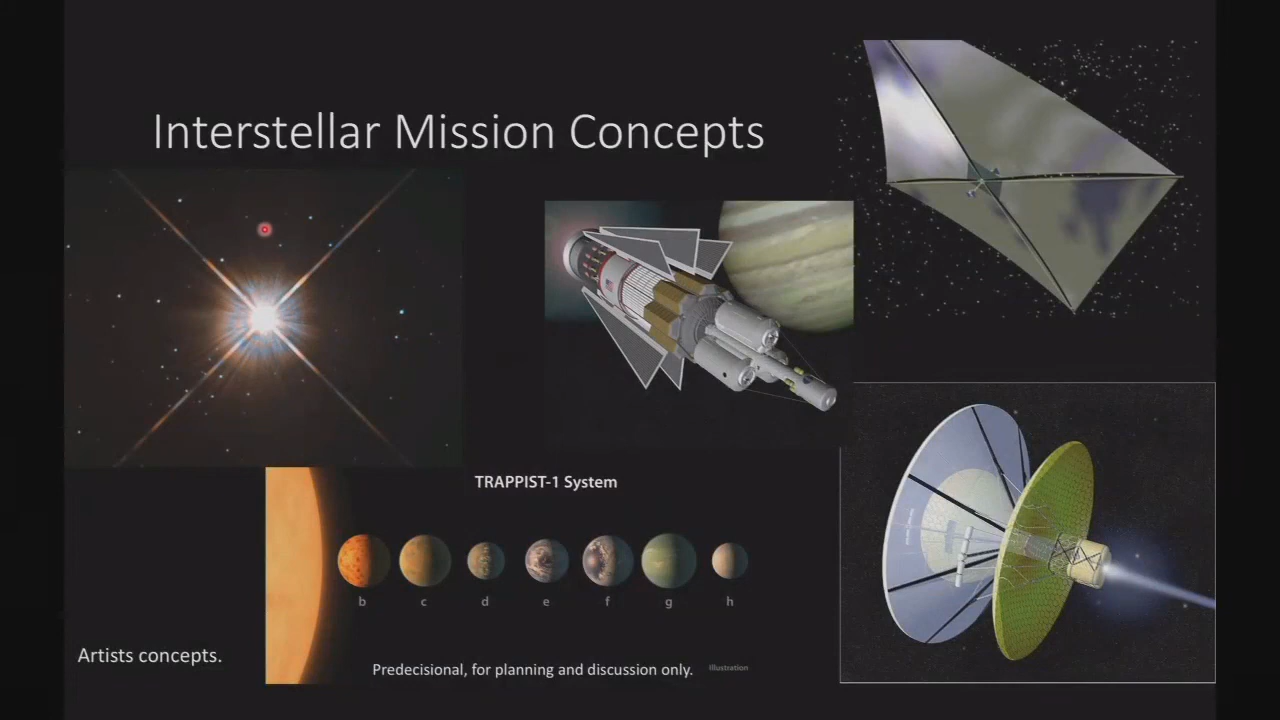 Interstellar Mission Concepts
TRAPPIST-1 System
b c d e f g h
Artists concepts.
Predecisional, for planning and discussion only.
Illustration